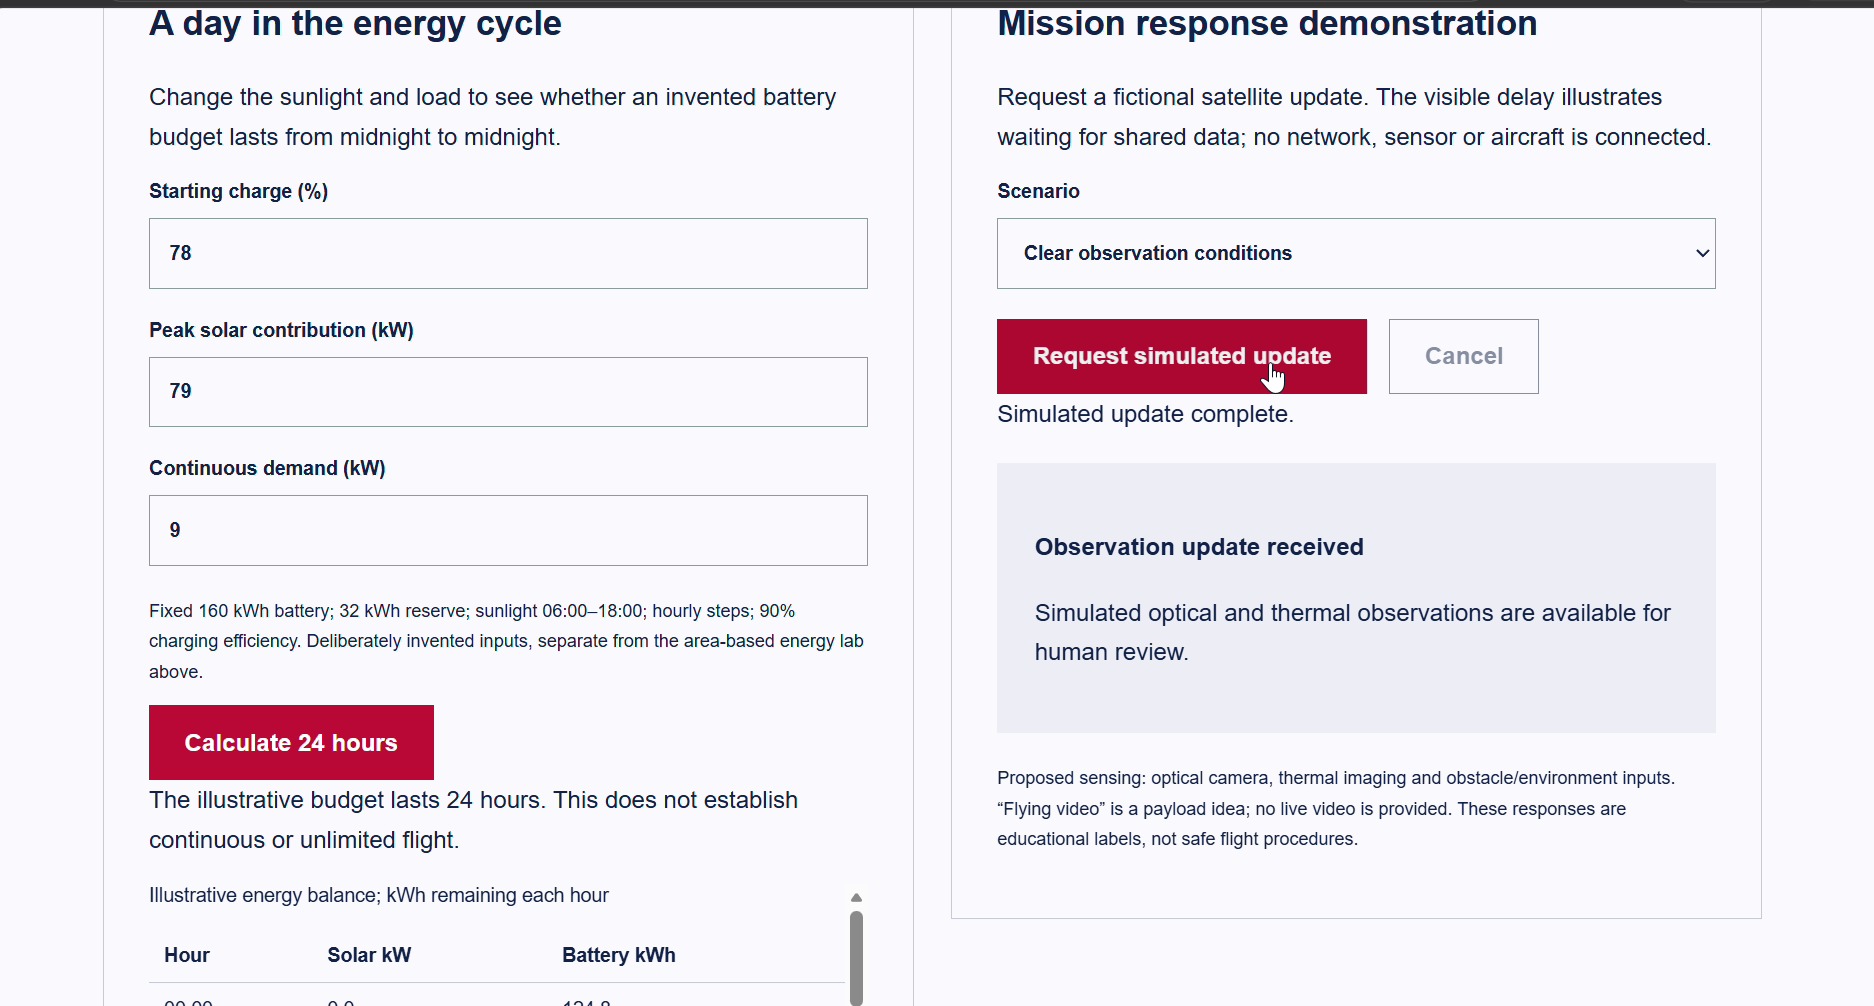 A day in the energy cycle
Change the sunlight and load to see whether an invented battery
budget lasts from midnight to midnight.
Starting charge (%)
78
Peak solar contribution (kW)
79
Continuous demand (kW)
9
Fixed 160 kWh battery; 32 kWh reserve; sunlight 06:00–18:00; hourly steps; 90%
charging efficiency. Deliberately invented inputs, separate from the area-based energy lab
above.
Calculate 24 hours
The illustrative budget lasts 24 hours. This does not establish
continuous or unlimited flight.
Illustrative energy balance; kWh remaining each hour
Hour Solar kW Battery kWh
Mission response demonstration
Request a fictional satellite update. The visible delay illustrates
waiting for shared data; no network, sensor or aircraft is connected.
Scenario
Clear observation conditions
Request simulated update
Cancel
Simulated update complete.
Observation update received
Simulated optical and thermal observations are available for
human review.
Proposed sensing: optical camera, thermal imaging and obstacle/environment inputs.
“Flying video” is a payload idea; no live video is provided. These responses are
educational labels, not safe flight procedures.